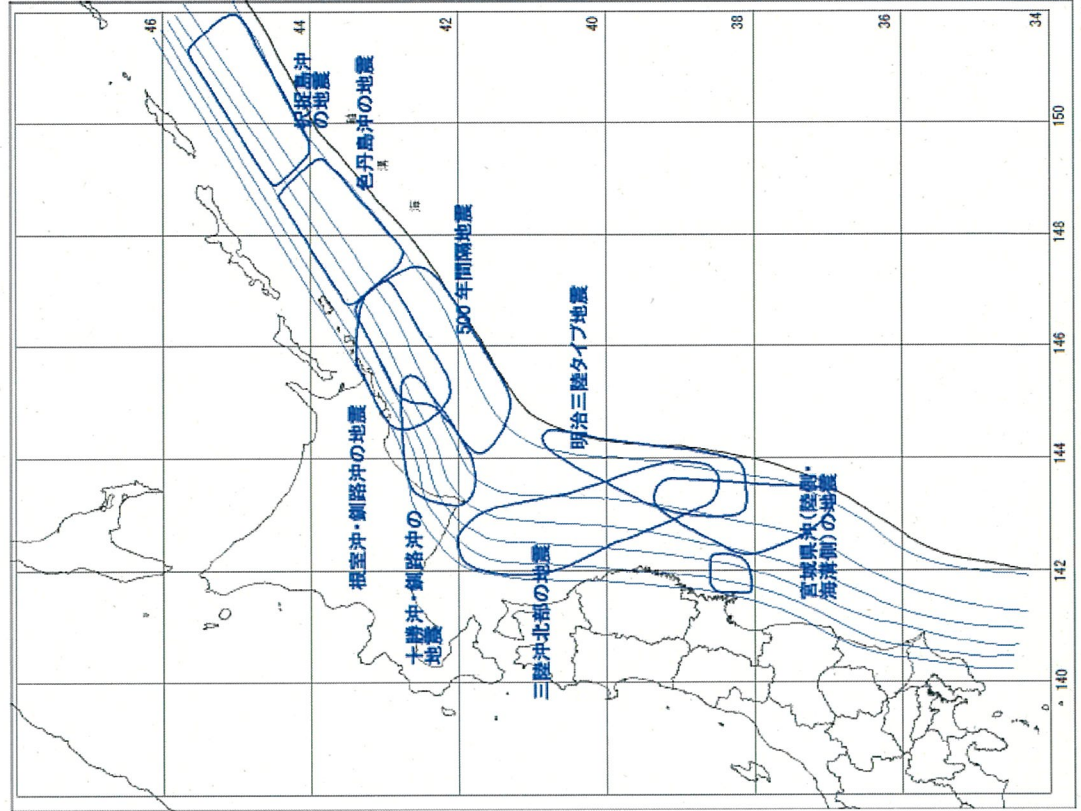 46
44
42
40
38
36
34
150
148
146
144
142
140
択捉島沖
の地震
色丹島沖の地震
海
溝
500年間隔地震
根室沖・釧路沖の地震
十勝沖・釧路沖の
地震
明治三陸タイプ地震
三陸沖北部の地震
宮城県沖(陸側・
海溝側)の地震